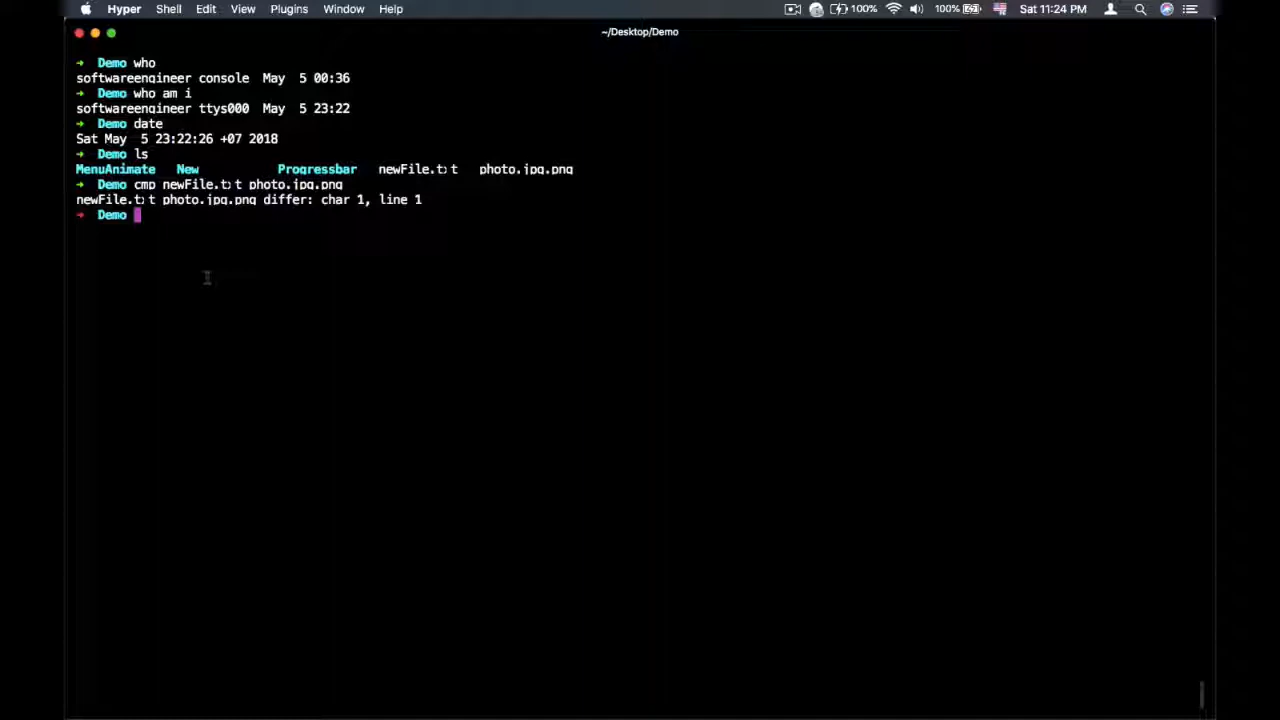 Hyper Shell Edit View Plugins Window Help 100% 100% Sat 11:24 PM
~/Desktop/Demo
➜ Demo who
softwareengineer console May 5 00:36
➜ Demo who am i
softwareengineer ttys000 May 5 23:22
➜ Demo date
Sat May 5 23:22:26 +07 2018
➜ Demo ls
MenuAnimate New Progressbar newFile.txt photo.jpg.png
➜ Demo cmp newFile.txt photo.jpg.png
newFile.txt photo.jpg.png differ: char 1, line 1
➜ Demo